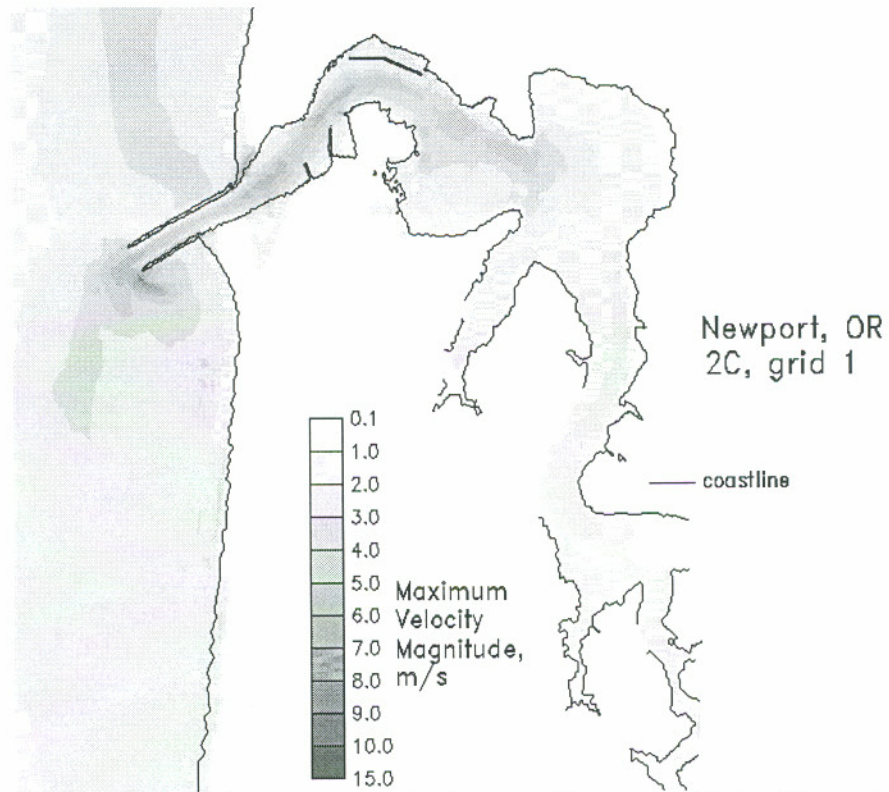 Newport, OR
2C, grid 1
coastline
0.1
1.0
2.0
3.0
4.0
5.0
6.0
7.0
8.0
9.0
10.0
15.0
Maximum
Velocity
Magnitude,
m/s